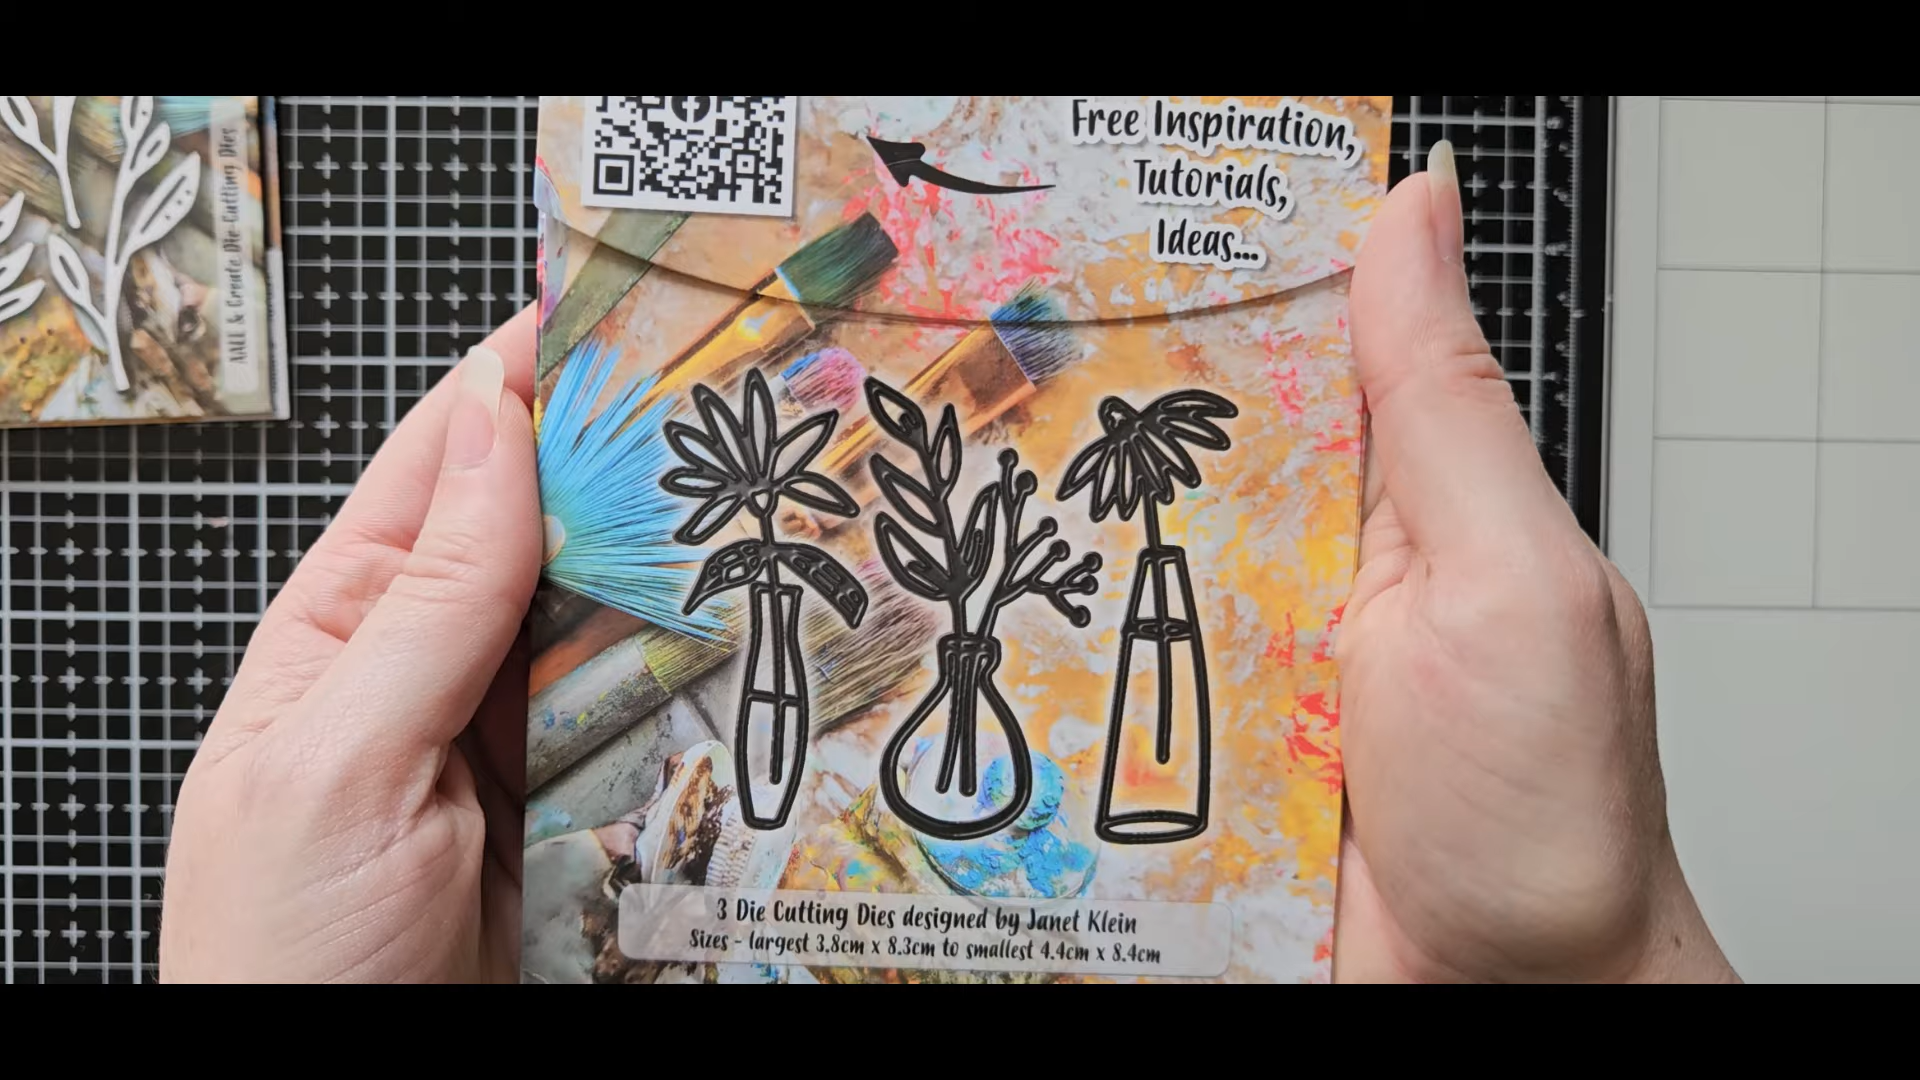 Free Inspiration,
Tutorials,
Ideas...
AALL & Create Die Cutting Dies
3 Die Cutting Dies designed by Janet Klein
Sizes - largest 3.8cm x 8.3cm to smallest 4.4cm x 8.4cm